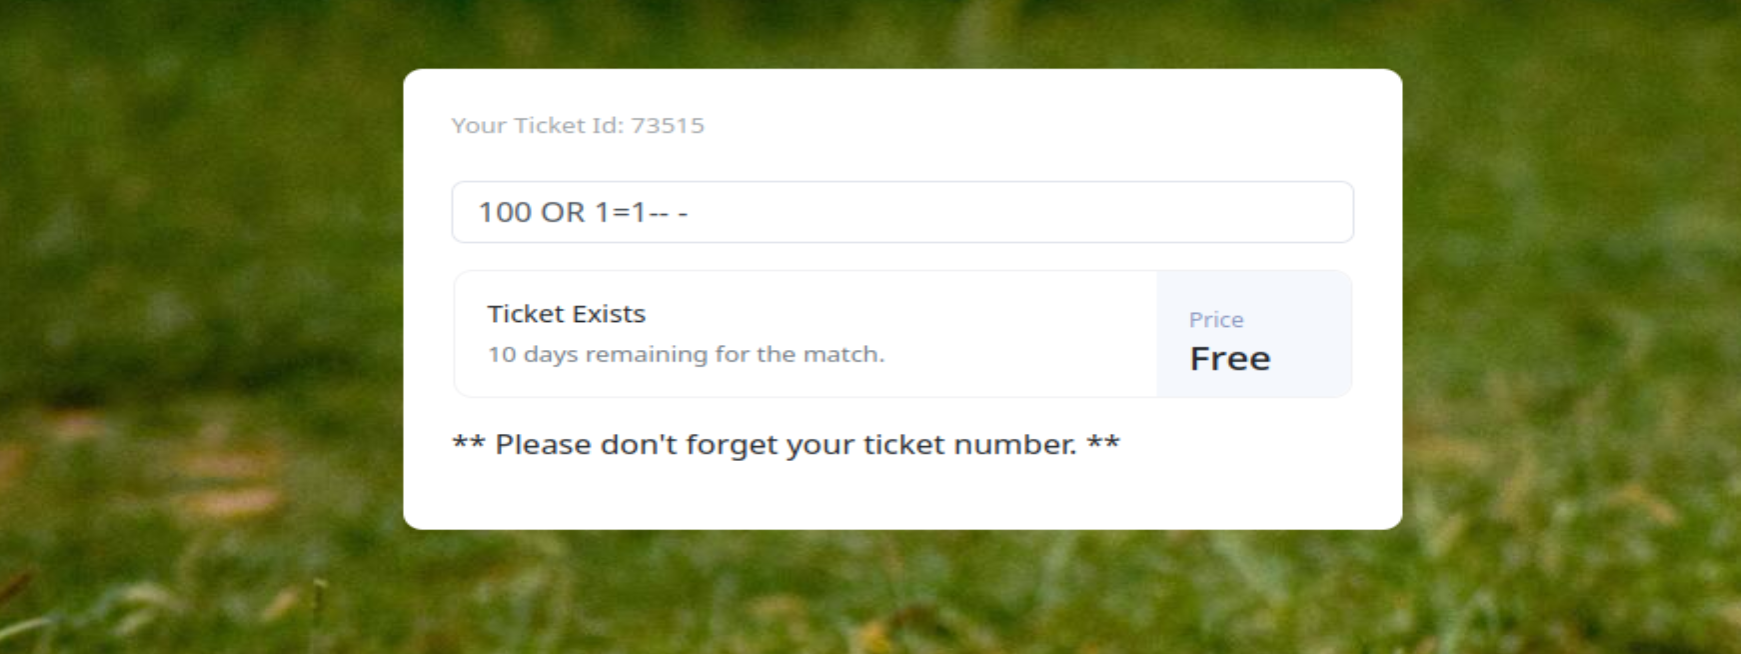 Your Ticket Id: 73515
100 OR 1=1-- -
Ticket Exists
10 days remaining for the match.
Price
Free
** Please don't forget your ticket number. **